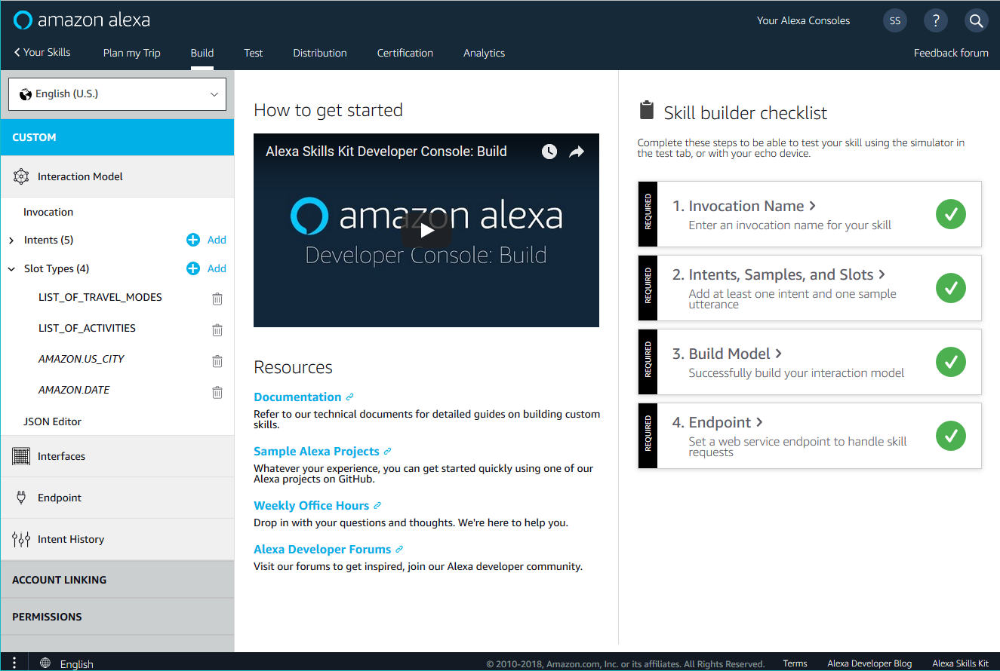 amazon alexa
Your Alexa Consoles
SS
?
Your Skills
Plan my Trip
Build
Test
Distribution
Certification
Analytics
Feedback forum
English (U.S.)
CUSTOM
Interaction Model
Invocation
Intents (5)
Add
Slot Types (4)
Add
LIST_OF_TRAVEL_MODES
LIST_OF_ACTIVITIES
AMAZON.US_CITY
AMAZON.DATE
JSON Editor
Interfaces
Endpoint
Intent History
ACCOUNT LINKING
PERMISSIONS
How to get started
Alexa Skills Kit Developer Console: Build
amazon alexa
Developer Console: Build
Resources
Documentation
Refer to our technical documents for detailed guides on building custom
skills.
Sample Alexa Projects
Whatever your experience, you can get started quickly using one of our
Alexa projects on GitHub.
Weekly Office Hours
Drop in with your questions and thoughts. We're here to help you.
Alexa Developer Forums
Visit our forums to get inspired, join our Alexa developer community.
Skill builder checklist
Complete these steps to be able to test your skill using the simulator in
the test tab, or with your echo device.
REQUIRED
1. Invocation Name
Enter an invocation name for your skill
REQUIRED
2. Intents, Samples, and Slots
Add at least one intent and one sample
utterance
REQUIRED
3. Build Model
Successfully build your interaction model
REQUIRED
4. Endpoint
Set a web service endpoint to handle skill
requests
English
© 2010-2018, Amazon.com, Inc. or its affiliates. All Rights Reserved.
Terms
Alexa Developer Blog
Alexa Skills Kit